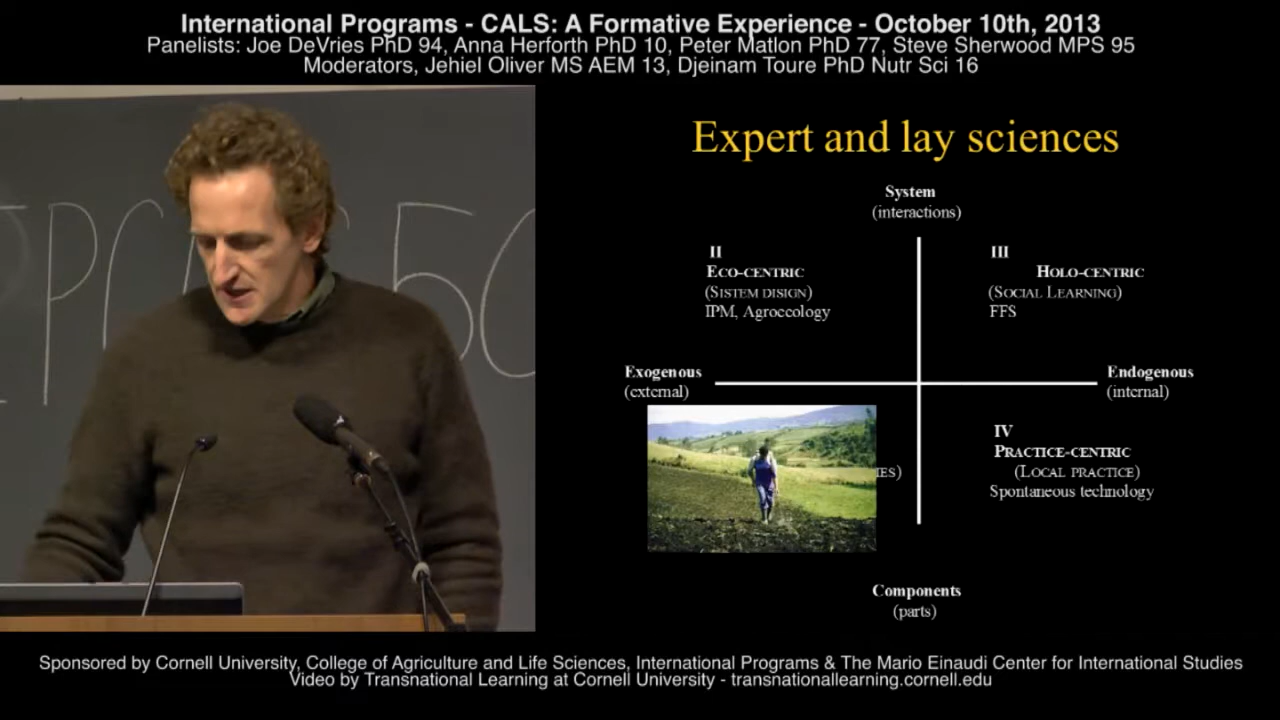 International Programs - CALS: A Formative Experience - October 10th, 2013
Panelists: Joe DeVries PhD 94, Anna Herforth PhD 10, Peter Matlon PhD 77, Steve Sherwood MPS 95
Moderators, Jehiel Oliver MS AEM 13, Djeinam Toure PhD Nutr Sci 16
Expert and lay sciences
System
(interactions)
II
ECO-CENTRIC
(SISTEM DISIGN)
IPM, Agroecology
III
HOLO-CENTRIC
(SOCIAL LEARNING)
FFS
Exogenous
(external)
Endogenous
(internal)
IES)
IV
PRACTICE-CENTRIC
(LOCAL PRACTICE)
Spontaneous technology
Components
(parts)
Sponsored by Cornell University, College of Agriculture and Life Sciences, International Programs & The Mario Einaudi Center for International Studies
Video by Transnational Learning at Cornell University - transnationallearning.cornell.edu